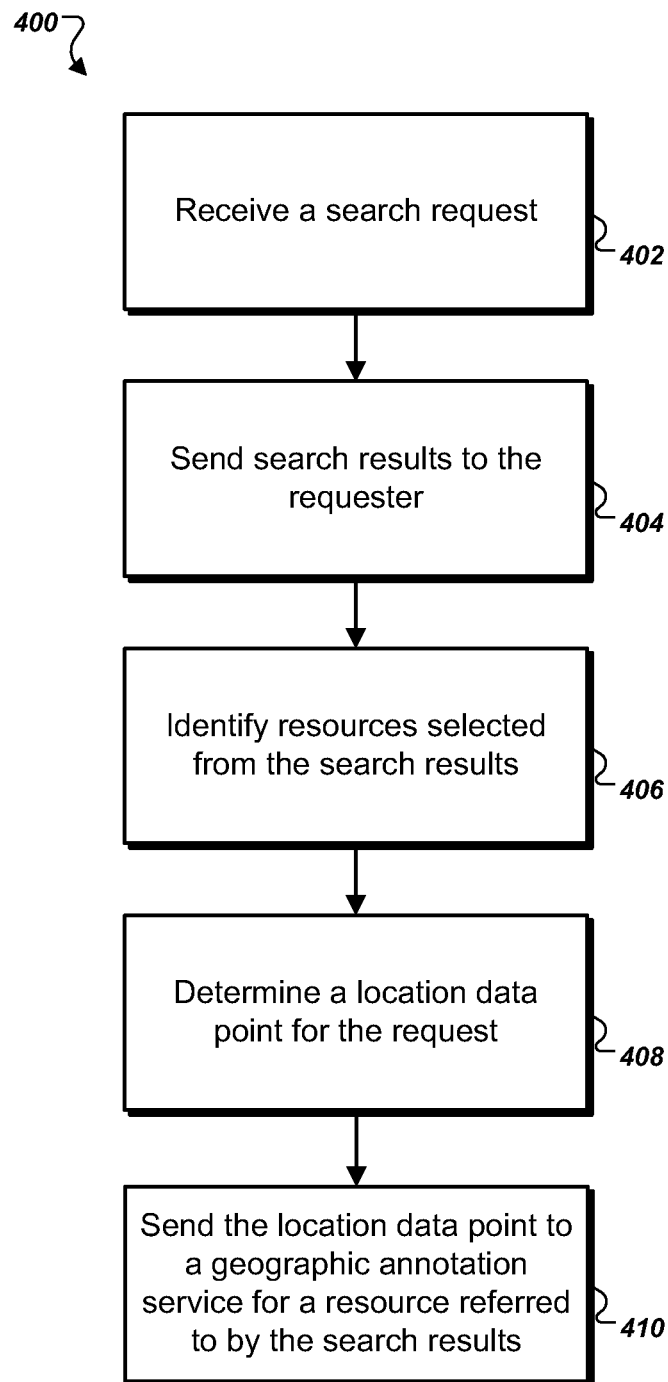 400
Receive a search request
402
Send search results to the
requester
404
Identify resources selected
from the search results
406
Determine a location data
point for the request
408
Send the location data point to
a geographic annotation
service for a resource referred
to by the search results
410